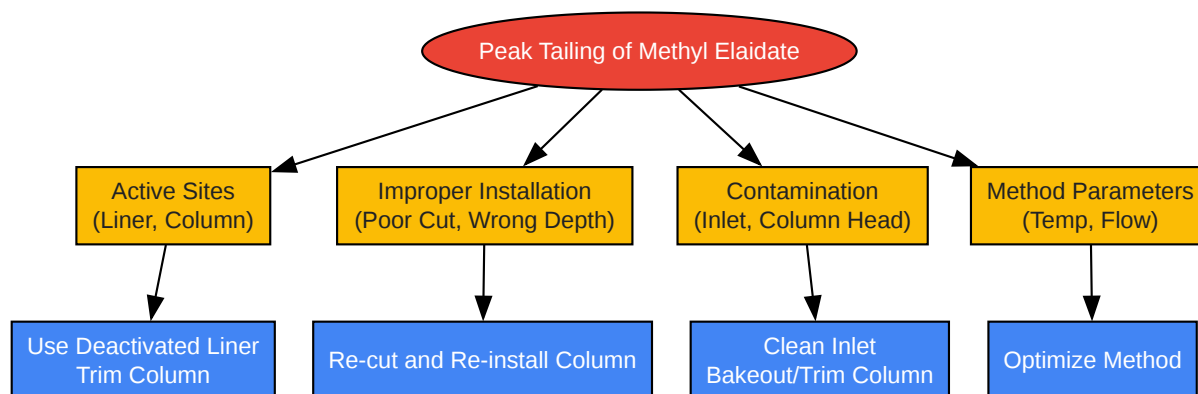 Peak Tailing of Methyl Elaidate
Active Sites
(Liner, Column)
Improper Installation
(Poor Cut, Wrong Depth)
Contamination
(Inlet, Column Head)
Method Parameters
(Temp, Flow)
Use Deactivated Liner
Trim Column
Re-cut and Re-install Column
Clean Inlet
Bakeout/Trim Column
Optimize Method